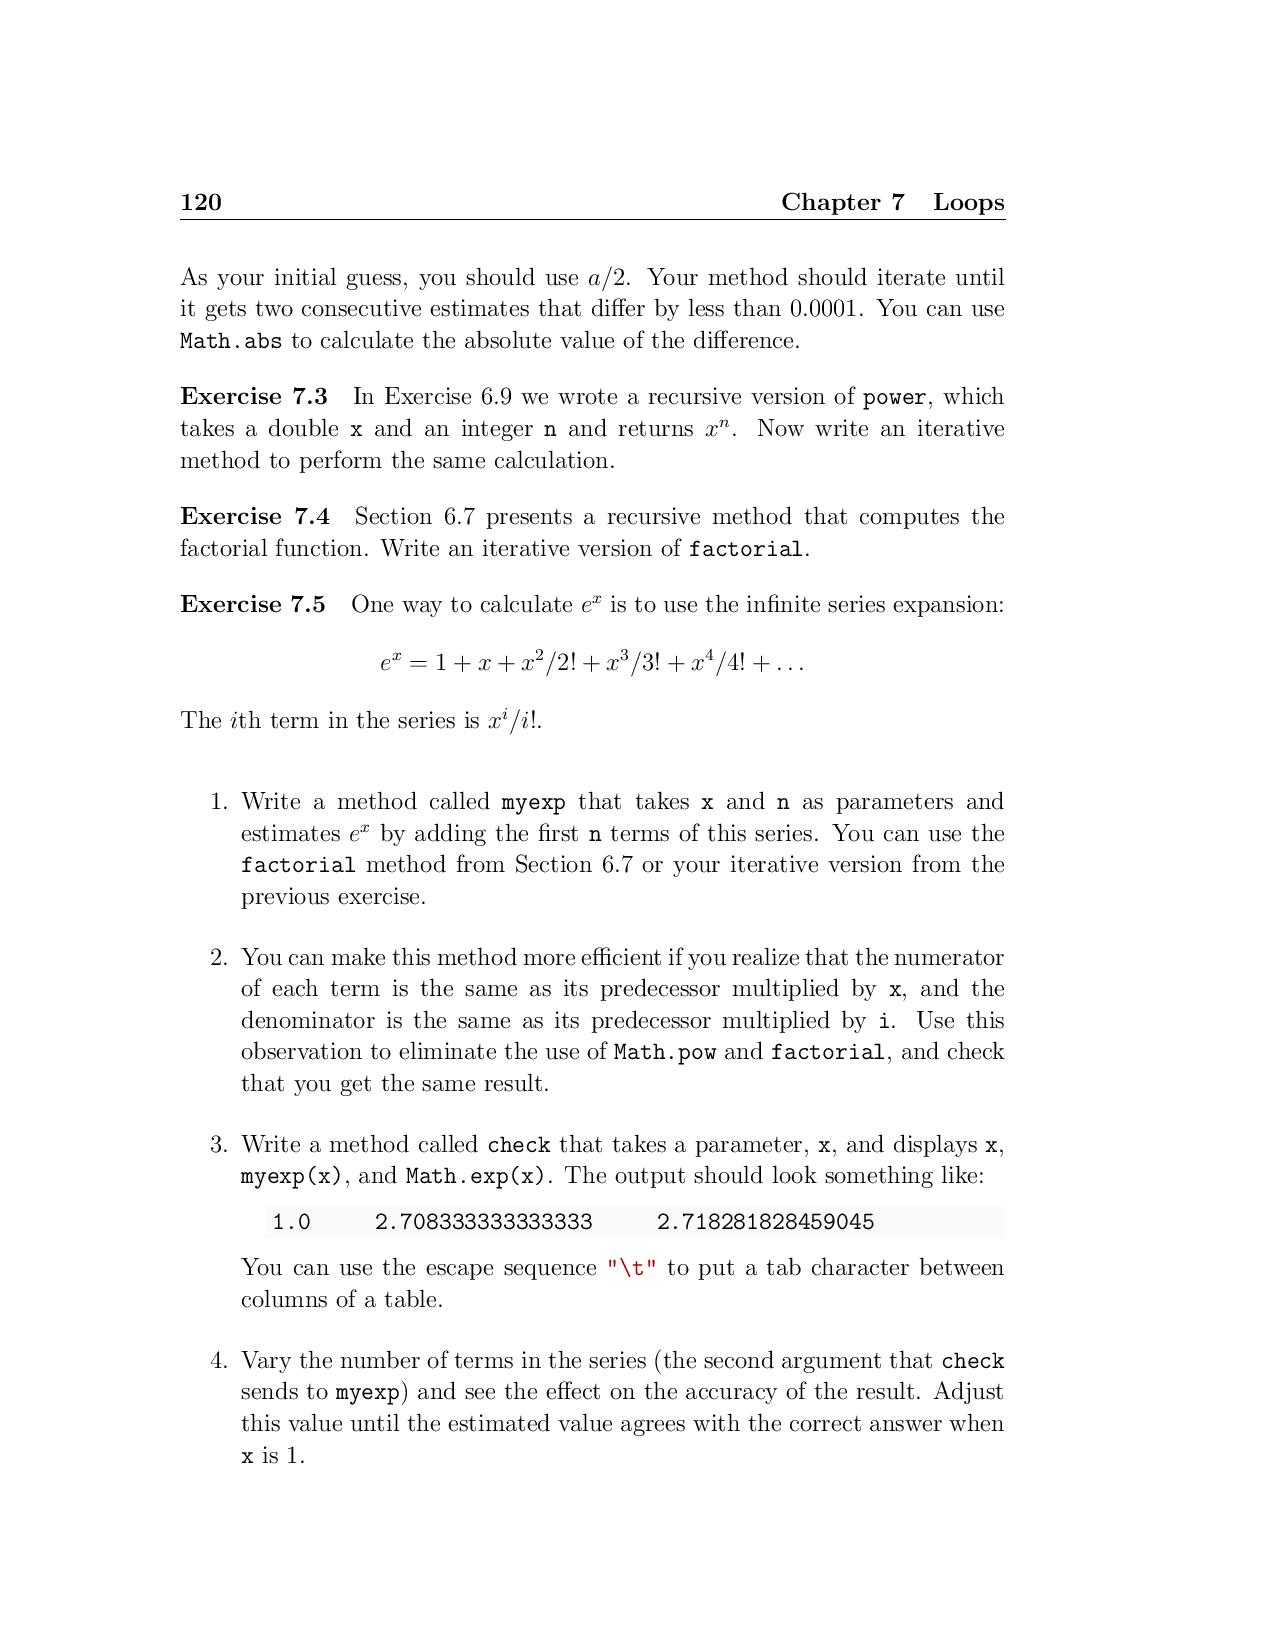 120 Chapter 7 Loops
As your initial guess, you should use a/2. Your method should iterate until
it gets two consecutive estimates that differ by less than 0.0001. You can use
Math.abs to calculate the absolute value of the difference.
Exercise 7.3 In Exercise 6.9 we wrote a recursive version of power, which
takes a double x and an integer n and returns xⁿ. Now write an iterative
method to perform the same calculation.
Exercise 7.4 Section 6.7 presents a recursive method that computes the
factorial function. Write an iterative version of factorial.
Exercise 7.5 One way to calculate eˣ is to use the infinite series expansion:
eˣ = 1 + x + x²/2! + x³/3! + x⁴/4! + . . .
The ith term in the series is xⁱ/i!.
1. Write a method called myexp that takes x and n as parameters and
estimates eˣ by adding the first n terms of this series. You can use the
factorial method from Section 6.7 or your iterative version from the
previous exercise.
2. You can make this method more efficient if you realize that the numerator
of each term is the same as its predecessor multiplied by x, and the
denominator is the same as its predecessor multiplied by i. Use this
observation to eliminate the use of Math.pow and factorial, and check
that you get the same result.
3. Write a method called check that takes a parameter, x, and displays x,
myexp(x), and Math.exp(x). The output should look something like:
1.0 2.708333333333333 2.718281828459045
You can use the escape sequence "\t" to put a tab character between
columns of a table.
4. Vary the number of terms in the series (the second argument that check
sends to myexp) and see the effect on the accuracy of the result. Adjust
this value until the estimated value agrees with the correct answer when
x is 1.